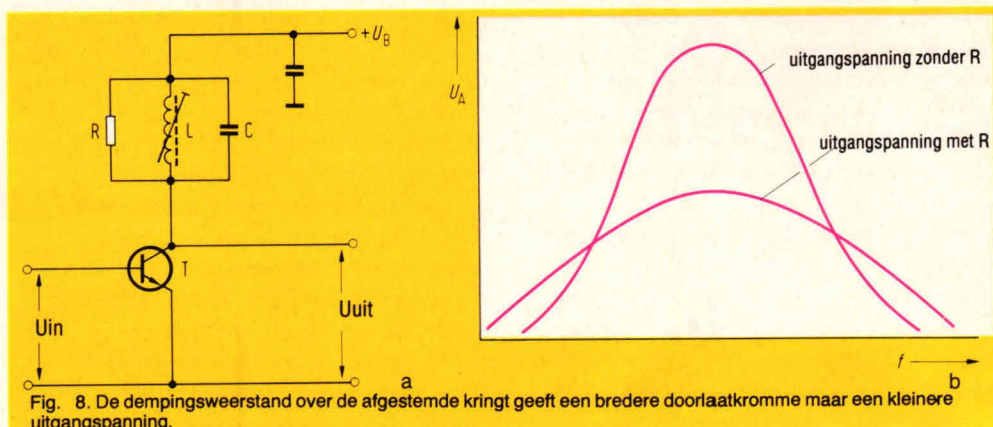 +U_B
R
L
C
T
Uin
Uuit
a
U_A
uitgangspanning zonder R
uitgangspanning met R
f
b
Fig. 8. De dempingsweerstand over de afgestemde kringt geeft een bredere doorlaatkromme maar een kleinere
uitgangspanning.